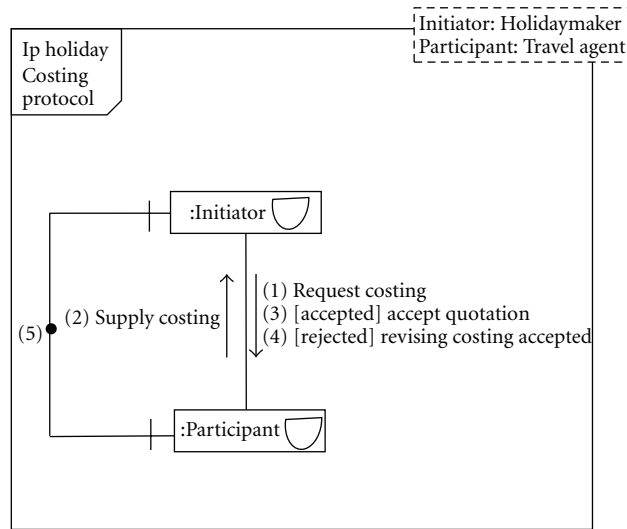 Initiator: Holidaymaker
Participant: Travel agent
Ip holiday
Costing
protocol
:Initiator
(1) Request costing
(2) Supply costing
(3) [accepted] accept quotation
(5)
(4) [rejected] revising costing accepted
:Participant